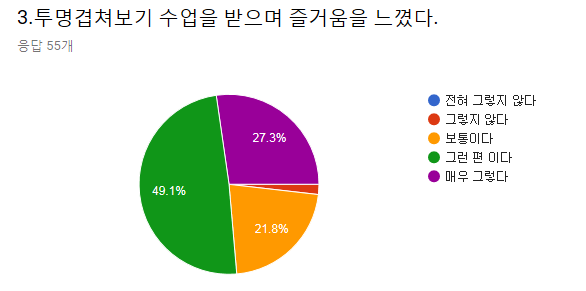 3.투명겹쳐보기 수업을 받으며 즐거움을 느꼈다.
응답 55개
전혀 그렇지 않다
그렇지 않다
보통이다
그런 편 이다
매우 그렇다
27.3%
49.1%
21.8%